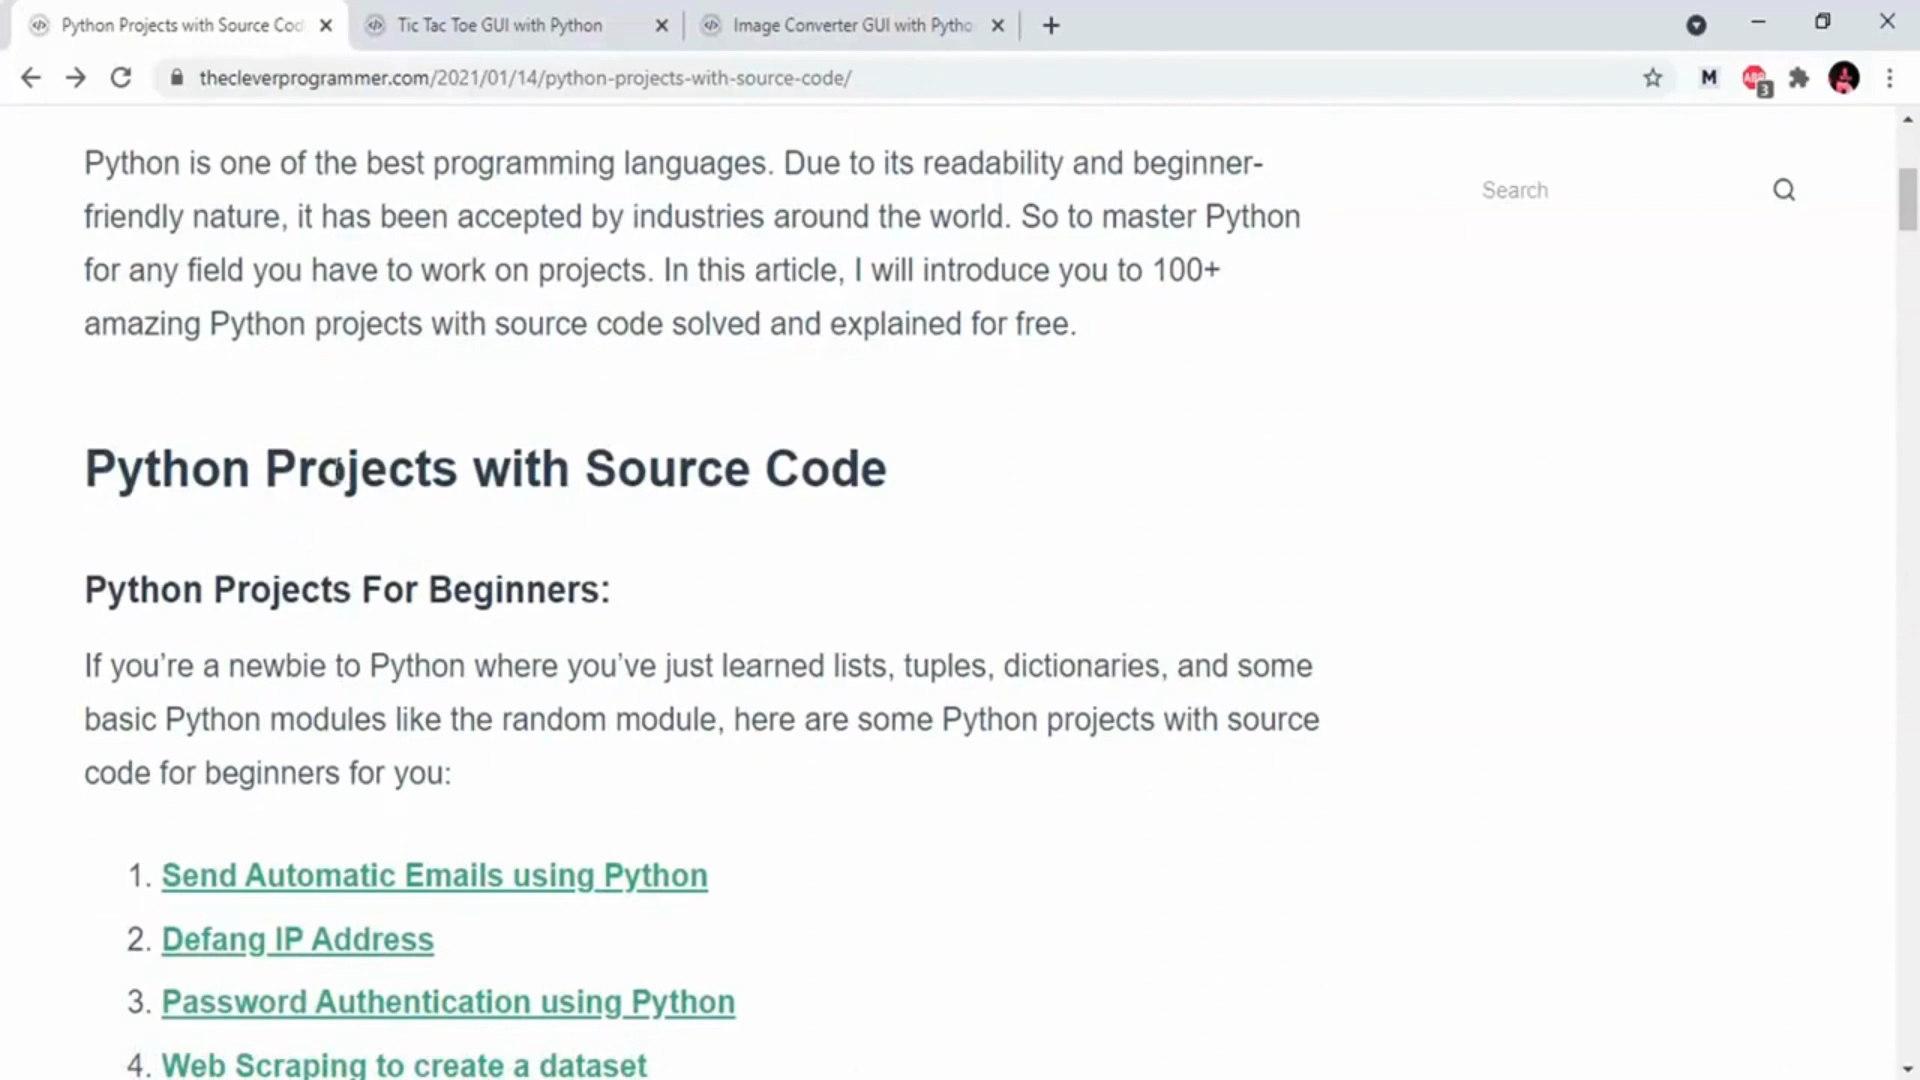 Python Projects with Source Cod
Tic Tac Toe GUI with Python
Image Converter GUI with Pytho
thecleverprogrammer.com/2021/01/14/python-projects-with-source-code/
M
ABP
3
Python is one of the best programming languages. Due to its readability and beginner-
friendly nature, it has been accepted by industries around the world. So to master Python
for any field you have to work on projects. In this article, I will introduce you to 100+
amazing Python projects with source code solved and explained for free.
Search
Python Projects with Source Code
Python Projects For Beginners:
If you’re a newbie to Python where you’ve just learned lists, tuples, dictionaries, and some
basic Python modules like the random module, here are some Python projects with source
code for beginners for you:
1. Send Automatic Emails using Python
2. Defang IP Address
3. Password Authentication using Python
4. Web Scraping to create a dataset